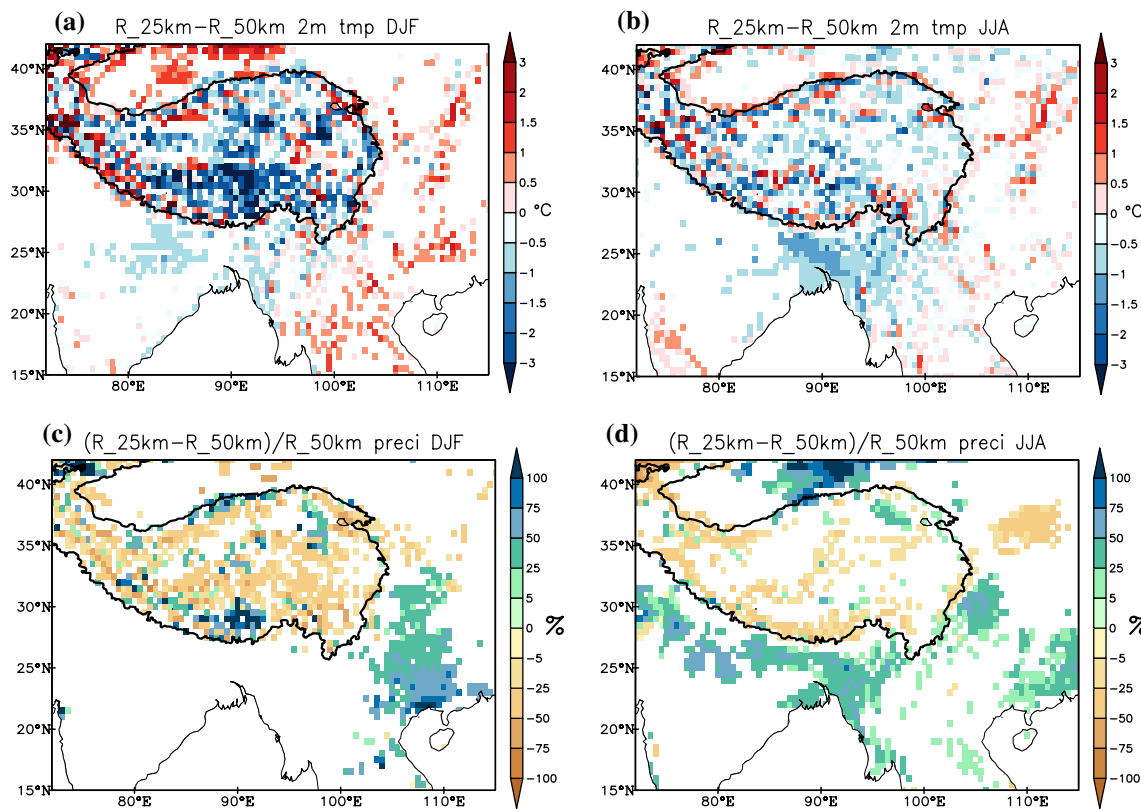 (a)
R_25km−R_50km 2m tmp DJF
40°N
35°N
30°N
25°N
20°N
15°N
80°E
90°E
100°E
110°E
3
2
1.5
1
0.5
0
−0.5
−1
−1.5
−2
−3
°C
(b)
R_25km−R_50km 2m tmp JJA
40°N
35°N
30°N
25°N
20°N
15°N
80°E
90°E
100°E
110°E
3
2
1.5
1
0.5
0
−0.5
−1
−1.5
−2
−3
°C
(c)
(R_25km−R_50km)/R_50km preci DJF
40°N
35°N
30°N
25°N
20°N
15°N
80°E
90°E
100°E
110°E
100
75
50
25
5
0
−5
−25
−50
−75
−100
%
(d)
(R_25km−R_50km)/R_50km preci JJA
40°N
35°N
30°N
25°N
20°N
15°N
80°E
90°E
100°E
110°E
100
75
50
25
5
0
−5
−25
−50
−75
−100
%